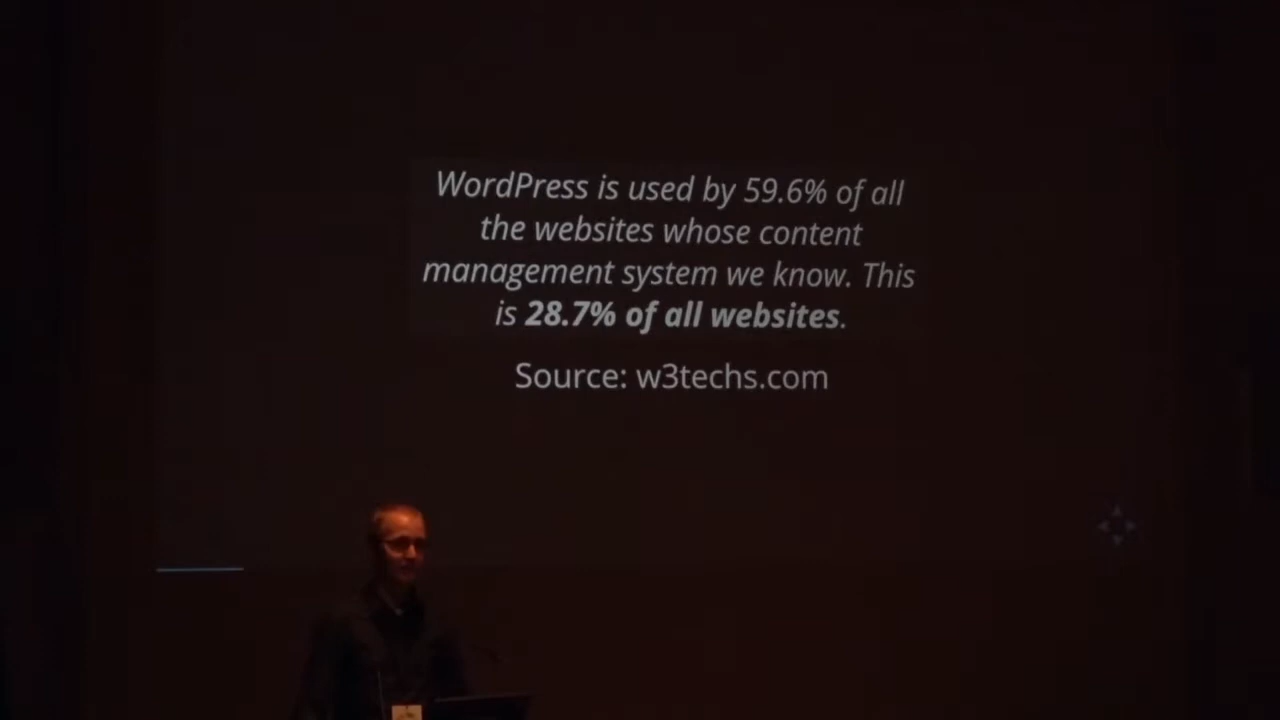 WordPress is used by 59.6% of all
the websites whose content
management system we know. This
is 28.7% of all websites.
Source: w3techs.com